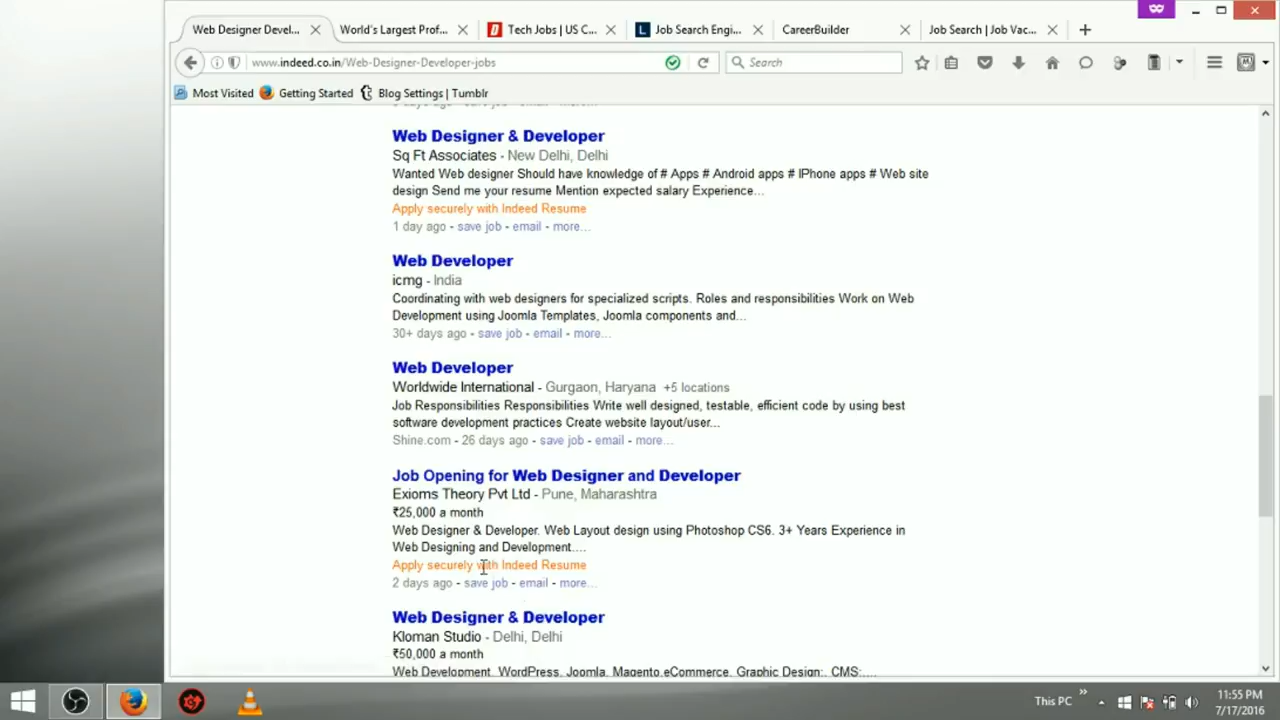 Web Designer Devel...
World's Largest Prof...
Tech Jobs | US C...
Job Search Engi...
CareerBuilder
Job Search | Job Vac...
www.indeed.co.in/Web-Designer-Developer-jobs
Search
Most Visited
Getting Started
Blog Settings | Tumblr
Web Designer & Developer
Sq Ft Associates - New Delhi, Delhi
Wanted Web designer Should have knowledge of # Apps # Android apps # IPhone apps # Web site
design Send me your resume Mention expected salary Experience...
Apply securely with Indeed Resume
1 day ago - save job - email - more...
Web Developer
icmg - India
Coordinating with web designers for specialized scripts. Roles and responsibilities Work on Web
Development using Joomla Templates, Joomla components and...
30+ days ago - save job - email - more...
Web Developer
Worldwide International - Gurgaon, Haryana +5 locations
Job Responsibilities Responsibilities Write well designed, testable, efficient code by using best
software development practices Create website layout/user...
Shine.com - 26 days ago - save job - email - more...
Job Opening for Web Designer and Developer
Exioms Theory Pvt Ltd - Pune, Maharashtra
₹25,000 a month
Web Designer & Developer. Web Layout design using Photoshop CS6. 3+ Years Experience in
Web Designing and Development....
Apply securely with Indeed Resume
2 days ago - save job - email - more...
Web Designer & Developer
Kloman Studio - Delhi, Delhi
₹50,000 a month
Web Development, WordPress, Joomla, Magento,eCommerce, Graphic Design:, CMS:....
This PC
11:55 PM
7/17/2016